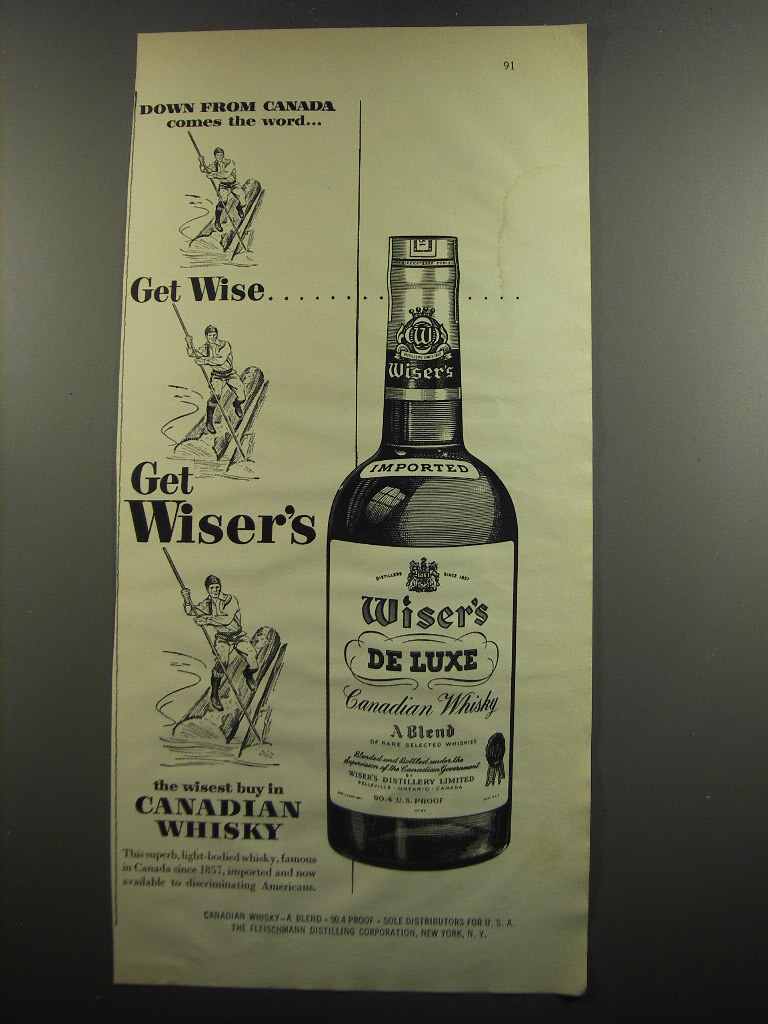 91
DOWN FROM CANADA
comes the word...
Get Wise....................
Get
Wiser's
the wisest buy in
CANADIAN
WHISKY
This superb, light-bodied whisky, famous
in Canada since 1857, imported and now
available to discriminating Americans.
W
Wiser's
IMPORTED
DISTILLERS SINCE 1857
Wiser's
DE LUXE
Canadian Whisky
A Blend
OF RARE SELECTED WHISKIES
Blended and Bottled under the
supervision of the Canadian Government
WISER'S DISTILLERY LIMITED
BELLEVILLE - ONTARIO - CANADA
90.4 U.S. PROOF
CANADIAN WHISKY—A BLEND • 90.4 PROOF • SOLE DISTRIBUTORS FOR U. S. A.
THE FLEISCHMANN DISTILLING CORPORATION, NEW YORK, N. Y.